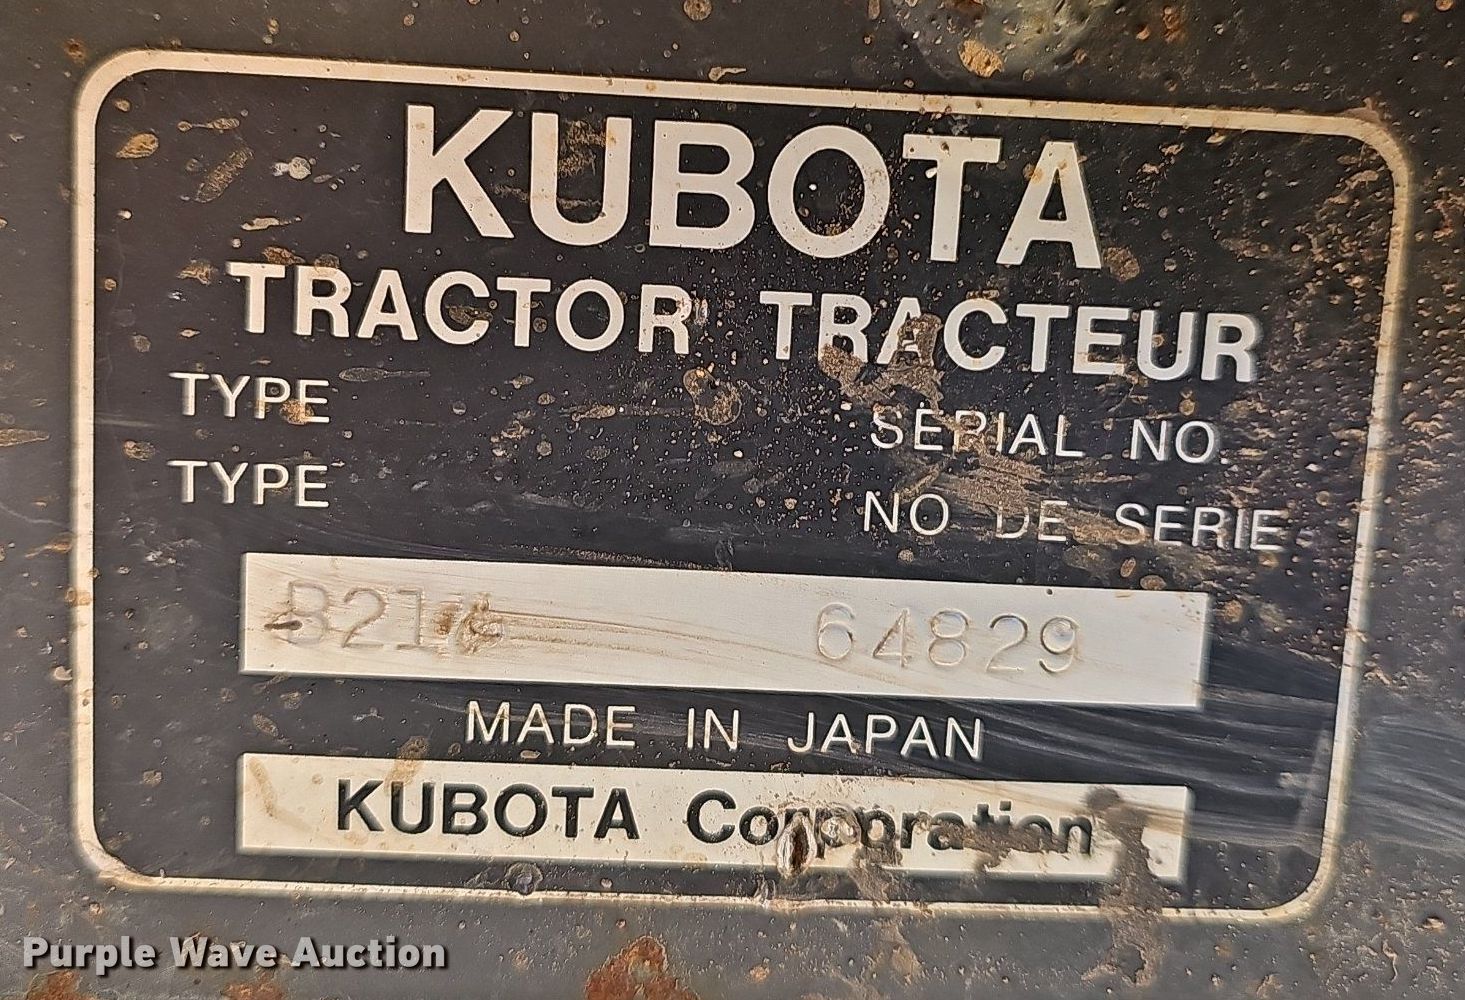 KUBOTA
TRACTOR TRACTEUR
TYPE SERIAL NO.
TYPE NO DE SERIE
64829
MADE IN JAPAN
KUBOTA Corporation
Purple Wave Auction